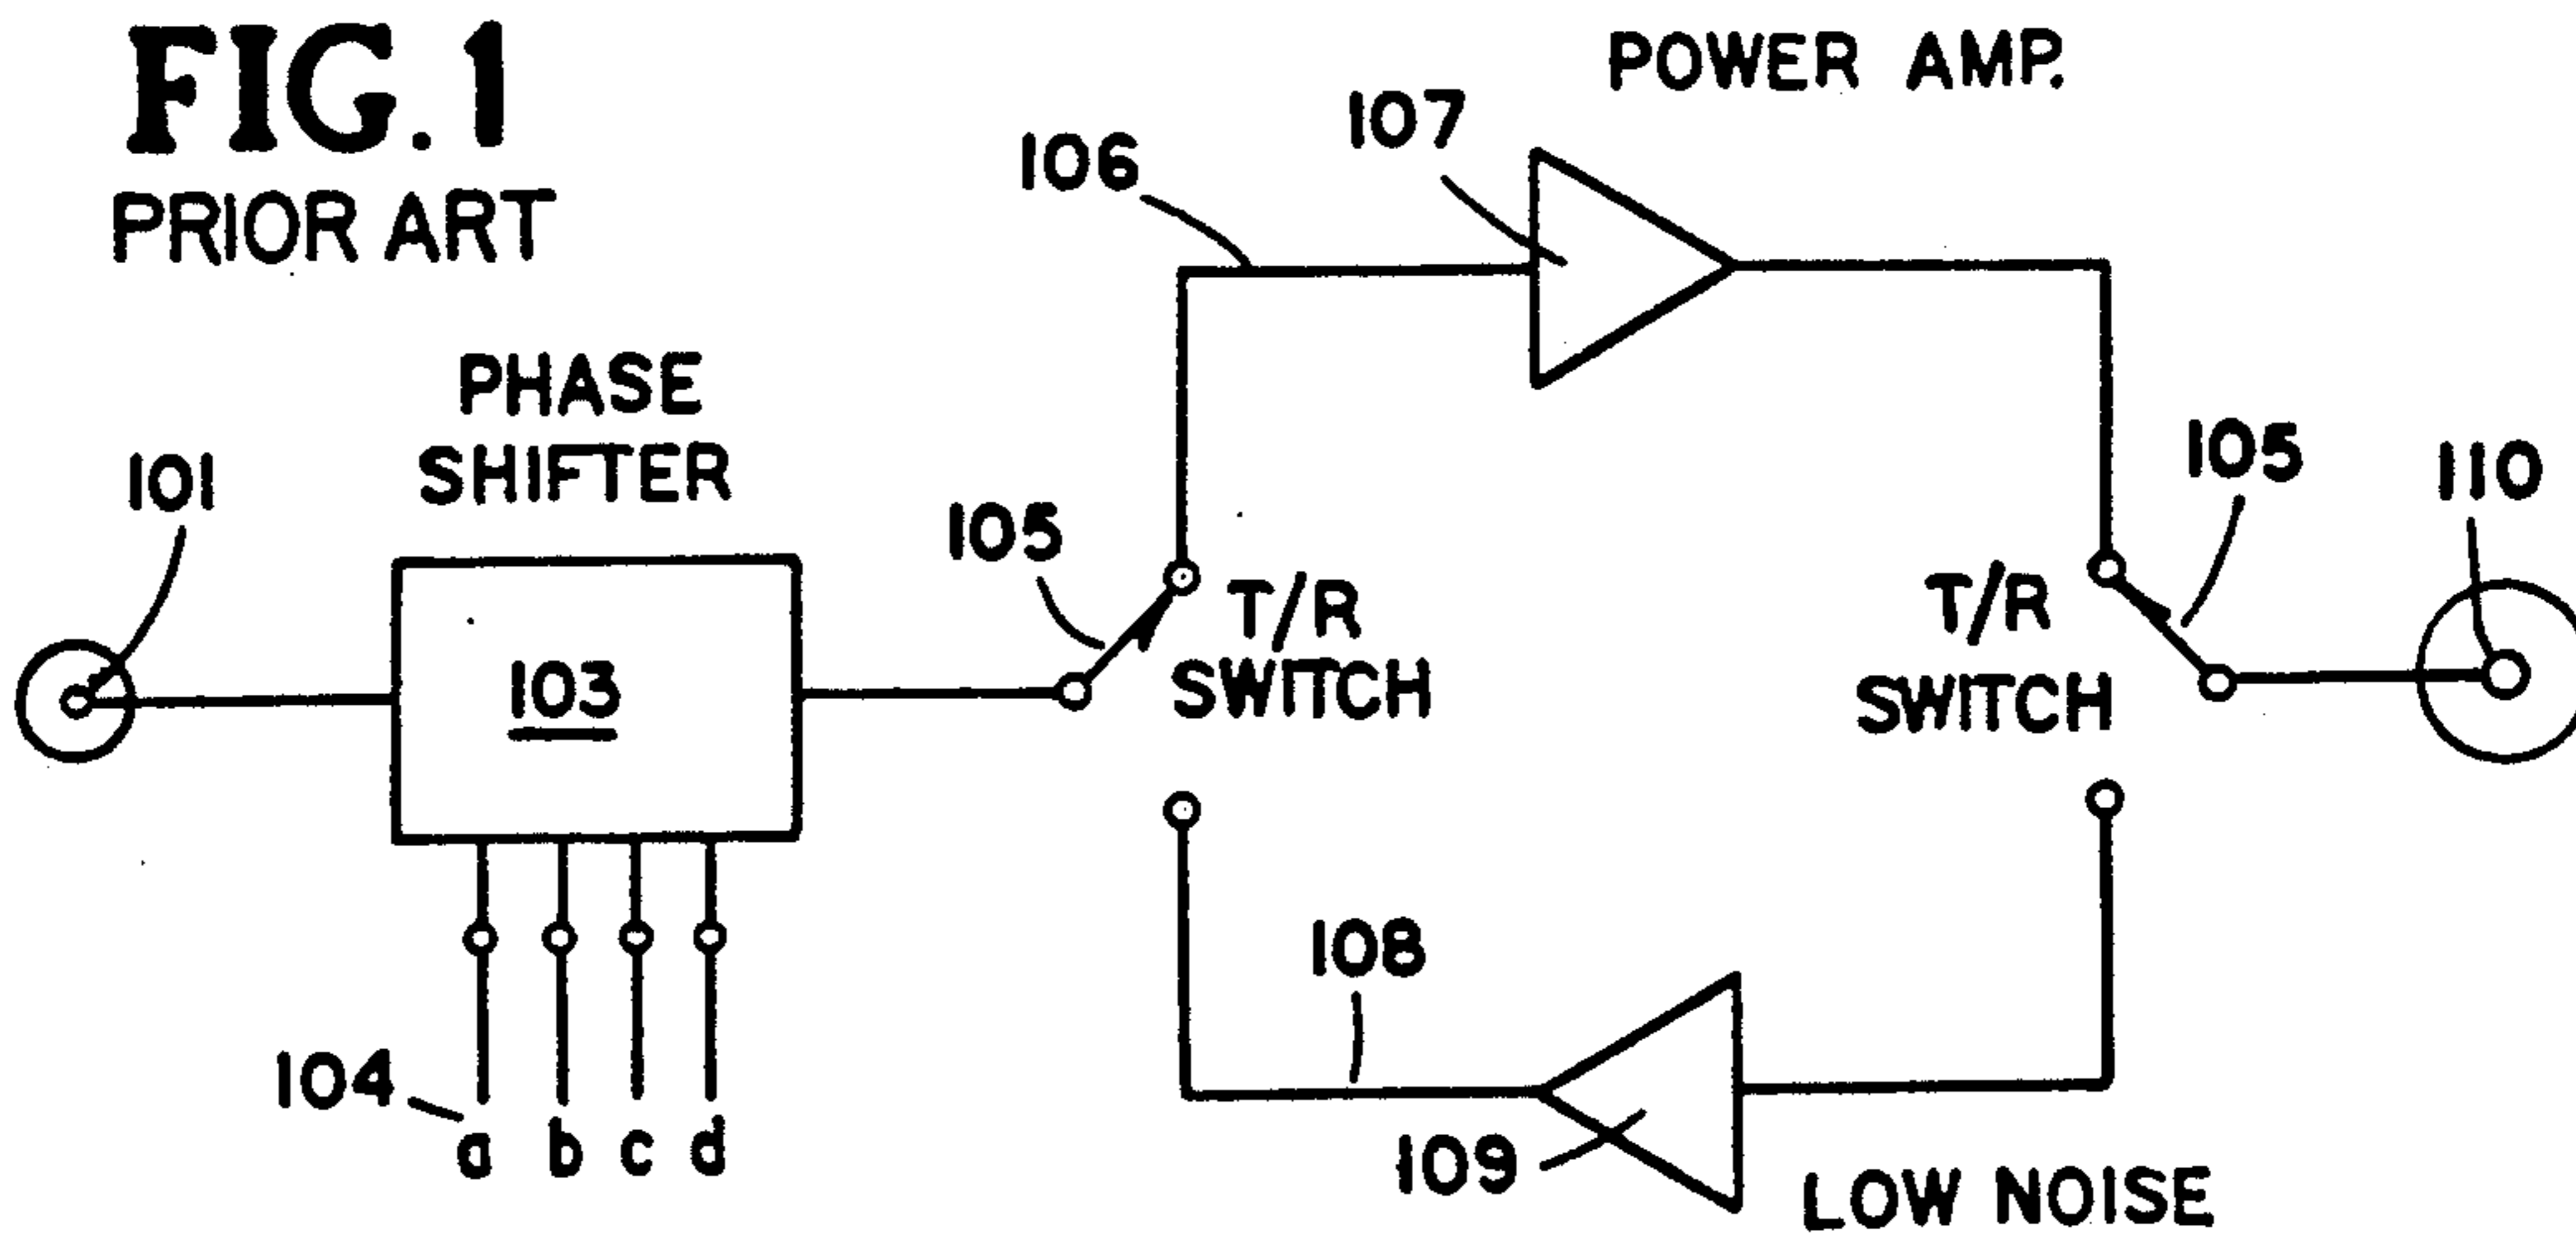 FIG. 1
PRIOR ART
POWER AMP.
107
106
PHASE
SHIFTER
101
105
105
110
103
T/R
SWITCH
T/R
SWITCH
108
104
a b c d
109
LOW NOISE